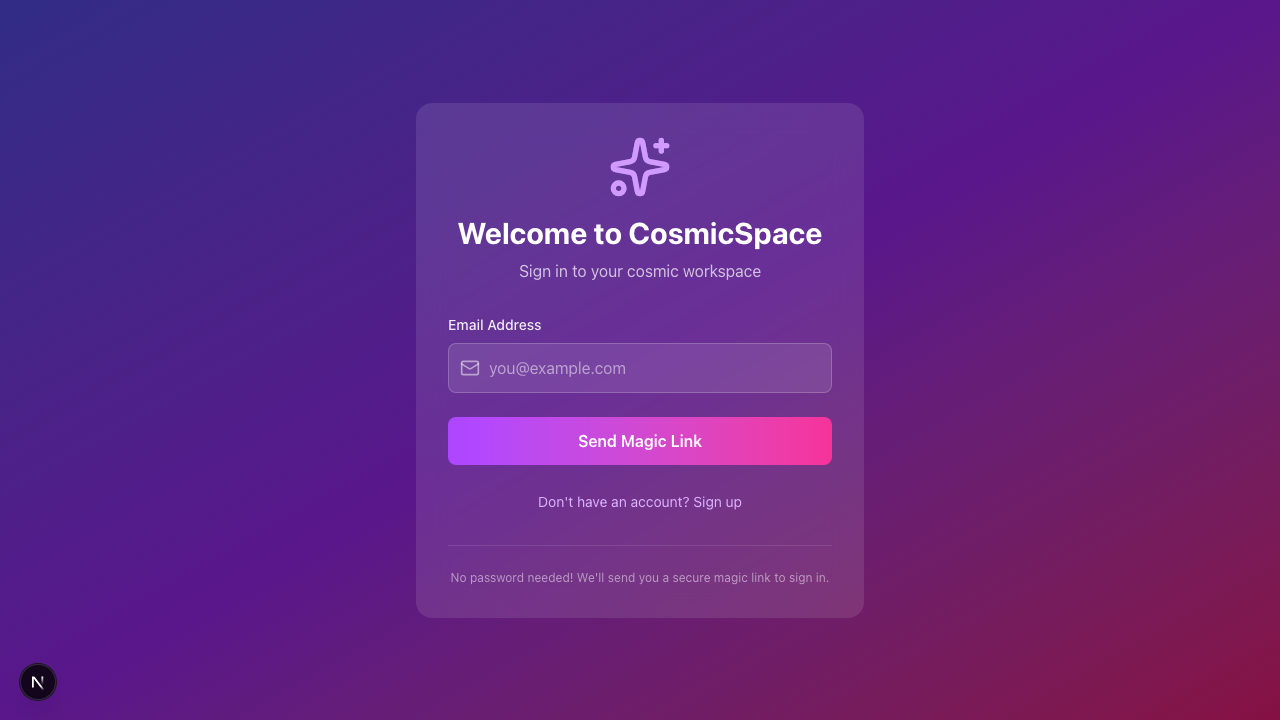 Welcome to CosmicSpace
Sign in to your cosmic workspace
Email Address
you@example.com
Send Magic Link
Don't have an account? Sign up
No password needed! We'll send you a secure magic link to sign in.
N